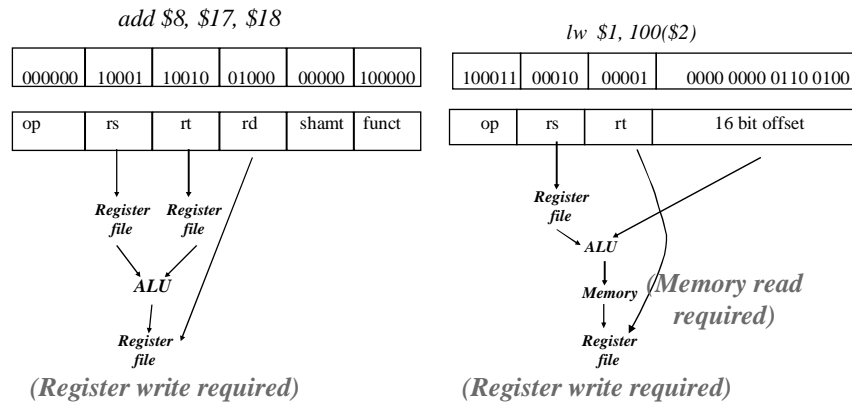 add $8, $17, $18
000000 10001 10010 01000 00000 100000
op rs rt rd shamt funct
Register file
Register file
ALU
Register file
(Register write required)
lw $1, 100($2)
100011 00010 00001 0000 0000 0110 0100
op rs rt 16 bit offset
Register file
ALU
Memory
(Memory read
required)
Register file
(Register write required)